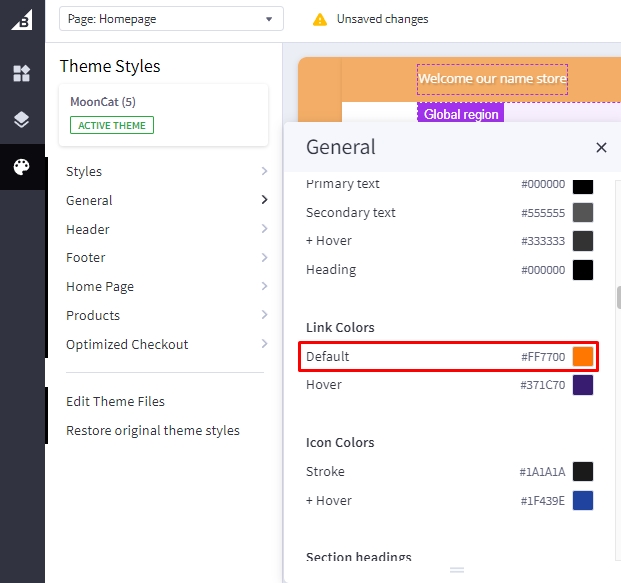 Page: Homepage
Unsaved changes
Theme Styles
MoonCat (5)
ACTIVE THEME
Styles
General
Header
Footer
Home Page
Products
Optimized Checkout
Edit Theme Files
Restore original theme styles
Welcome our name store
Global region
General
Primary text #000000
Secondary text #555555
+ Hover #333333
Heading #000000
Link Colors
Default #FF7700
Hover #371C70
Icon Colors
Stroke #1A1A1A
+ Hover #1F439E
Section headings